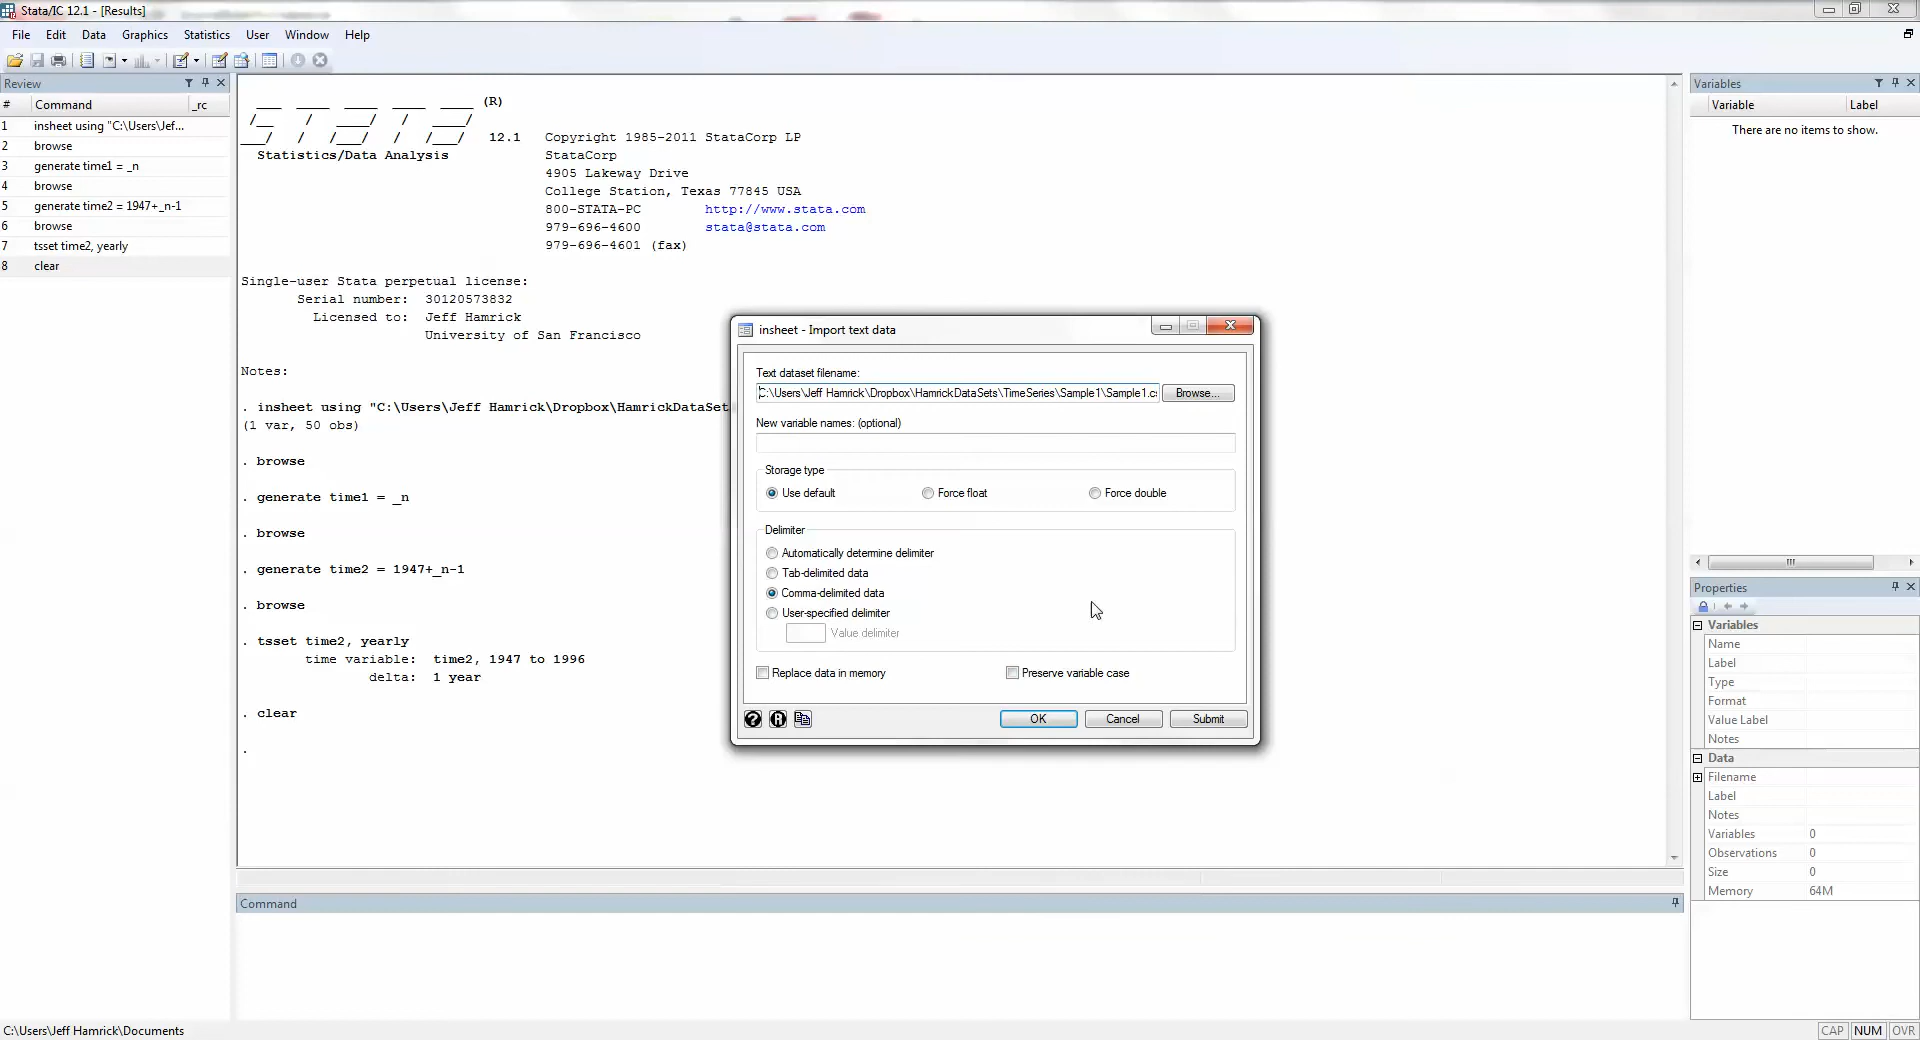 Stata/IC 12.1 - [Results]
File Edit Data Graphics Statistics User Window Help
Review
# Command _rc
1 insheet using "C:\Users\Jef...
2 browse
3 generate time1 = _n
4 browse
5 generate time2 = 1947+_n-1
6 browse
7 tsset time2, yearly
8 clear
(R)
12.1 Copyright 1985-2011 StataCorp LP
Statistics/Data Analysis StataCorp
4905 Lakeway Drive
College Station, Texas 77845 USA
800-STATA-PC http://www.stata.com
979-696-4600 stata@stata.com
979-696-4601 (fax)
Single-user Stata perpetual license:
Serial number: 30120573832
Licensed to: Jeff Hamrick
University of San Francisco
Notes:
. insheet using "C:\Users\Jeff Hamrick\Dropbox\HamrickDataSet
(1 var, 50 obs)
. browse
. generate time1 = _n
. browse
. generate time2 = 1947+_n-1
. browse
. tsset time2, yearly
time variable: time2, 1947 to 1996
delta: 1 year
. clear
.
insheet - Import text data
Text dataset filename:
C:\Users\Jeff Hamrick\Dropbox\HamrickDataSets\TimeSeries\Sample1\Sample1.cs Browse...
New variable names: (optional)
Storage type
Use default Force float Force double
Delimiter
Automatically determine delimiter
Tab-delimited data
Comma-delimited data
User-specified delimiter
Value delimiter
Replace data in memory Preserve variable case
OK Cancel Submit
Command
Variables
Variable Label
There are no items to show.
Properties
Variables
Name
Label
Type
Format
Value Label
Notes
Data
Filename
Label
Notes
Variables 0
Observations 0
Size 0
Memory 64M
C:\Users\Jeff Hamrick\Documents
CAP NUM OVR